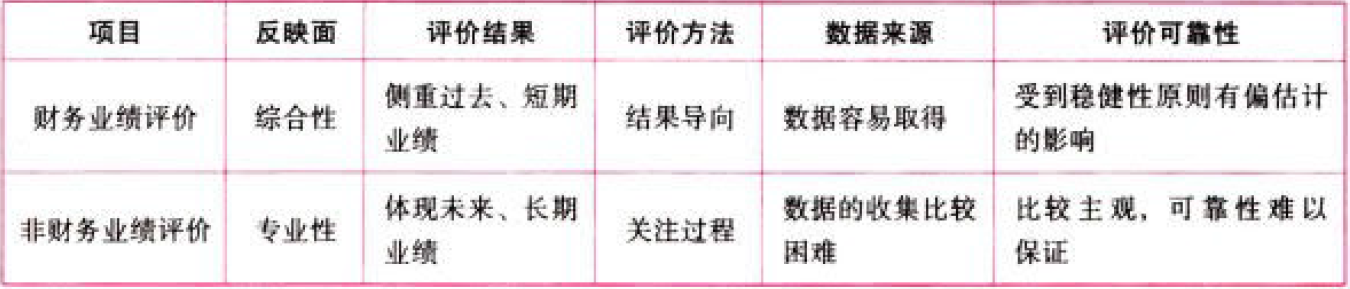 项目 反映面 评价结果 评价方法 数据来源 评价可靠性
财务业绩评价 综合性 侧重过去、短期业绩 结果导向 数据容易取得 受到稳健性原则有偏估计的影响
非财务业绩评价 专业性 体现未来、长期业绩 关注过程 数据的收集比较困难 比较主观，可靠性难以保证